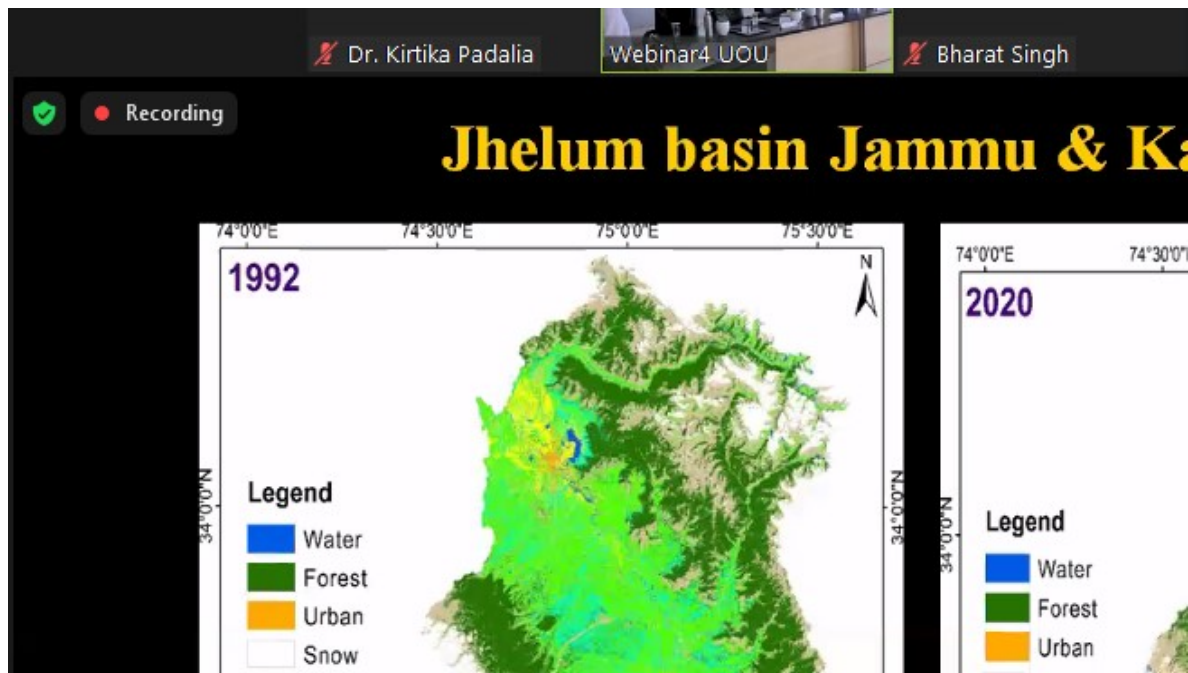 Dr. Kirtika Padalia
Webinar4 UOU
Bharat Singh
Recording
Jhelum basin Jammu & Ka
74°0'0"E 74°30'0"E 75°0'0"E 75°30'0"E
1992
N
34°0'0"N
34°0'0"N
Legend
Water
Forest
Urban
Snow
74°0'0"E 74°30'0"E
2020
34°0'0"N
Legend
Water
Forest
Urban